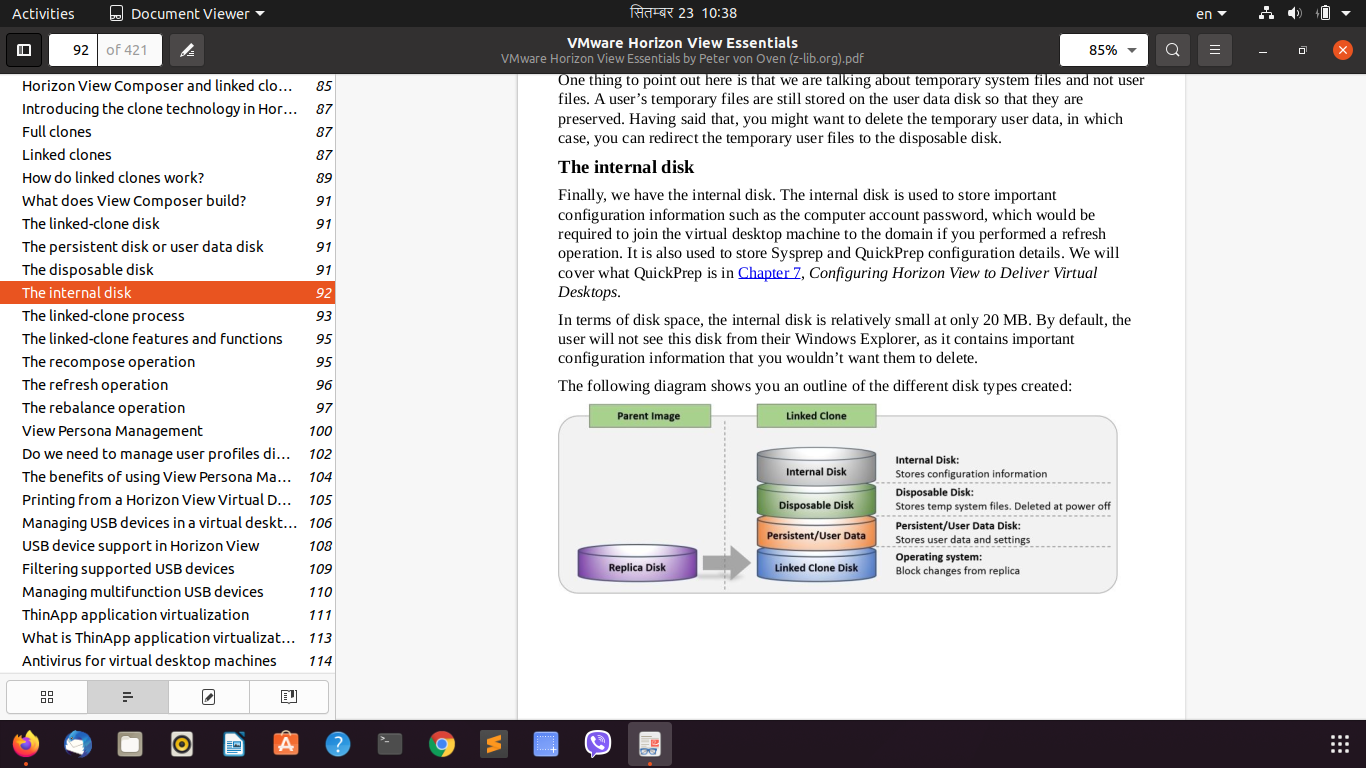 Activities
Document Viewer
सितम्बर 23 10:38
en
92 of 421
VMware Horizon View Essentials
VMware Horizon View Essentials by Peter von Oven (z-lib.org).pdf
85%
Horizon View Composer and linked clo... 85
Introducing the clone technology in Hor... 87
Full clones 87
Linked clones 87
How do linked clones work? 89
What does View Composer build? 91
The linked-clone disk 91
The persistent disk or user data disk 91
The disposable disk 91
The internal disk 92
The linked-clone process 93
The linked-clone features and functions 95
The recompose operation 95
The refresh operation 96
The rebalance operation 97
View Persona Management 100
Do we need to manage user profiles di... 102
The benefits of using View Persona Ma... 104
Printing from a Horizon View Virtual D... 105
Managing USB devices in a virtual deskt... 106
USB device support in Horizon View 108
Filtering supported USB devices 109
Managing multifunction USB devices 110
ThinApp application virtualization 111
What is ThinApp application virtualizat... 113
Antivirus for virtual desktop machines 114
One thing to point out here is that we are talking about temporary system files and not user
files. A user’s temporary files are still stored on the user data disk so that they are
preserved. Having said that, you might want to delete the temporary user data, in which
case, you can redirect the temporary user files to the disposable disk.
The internal disk
Finally, we have the internal disk. The internal disk is used to store important
configuration information such as the computer account password, which would be
required to join the virtual desktop machine to the domain if you performed a refresh
operation. It is also used to store Sysprep and QuickPrep configuration details. We will
cover what QuickPrep is in Chapter 7, Configuring Horizon View to Deliver Virtual
Desktops.
In terms of disk space, the internal disk is relatively small at only 20 MB. By default, the
user will not see this disk from their Windows Explorer, as it contains important
configuration information that you wouldn’t want them to delete.
The following diagram shows you an outline of the different disk types created:
Parent Image
Linked Clone
Internal Disk
Internal Disk:
Stores configuration information
Disposable Disk
Disposable Disk:
Stores temp system files. Deleted at power off
Persistent/User Data
Persistent/User Data Disk:
Stores user data and settings
Replica Disk
Linked Clone Disk
Operating system:
Block changes from replica